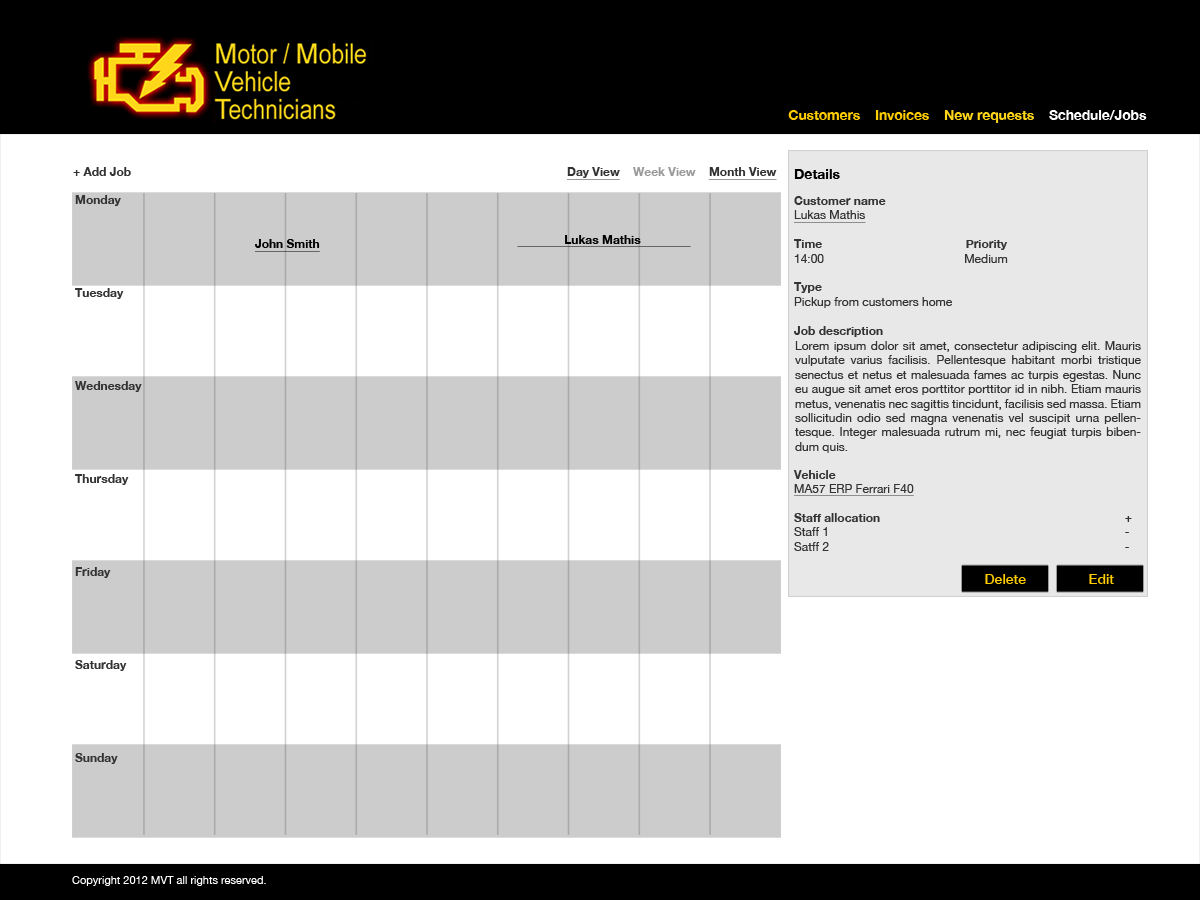 Motor / Mobile
Vehicle
Technicians
Customers Invoices New requests Schedule/Jobs
+ Add Job
Day View Week View Month View
Monday
John Smith
Lukas Mathis
Tuesday
Wednesday
Thursday
Friday
Saturday
Sunday
Details
Customer name
Lukas Mathis
Time Priority
14:00 Medium
Type
Pickup from customers home
Job description
Lorem ipsum dolor sit amet, consectetur adipiscing elit. Mauris
vulputate varius facilisis. Pellentesque habitant morbi tristique
senectus et netus et malesuada fames ac turpis egestas. Nunc
eu augue sit amet eros porttitor porttitor id in nibh. Etiam mauris
metus, venenatis nec sagittis tincidunt, facilisis sed massa. Etiam
sollicitudin odio sed magna venenatis vel suscipit urna pellen-
tesque. Integer malesuada rutrum mi, nec feugiat turpis biben-
dum quis.
Vehicle
MA57 ERP Ferrari F40
Staff allocation +
Staff 1 -
Satff 2 -
Delete Edit
Copyright 2012 MVT all rights reserved.